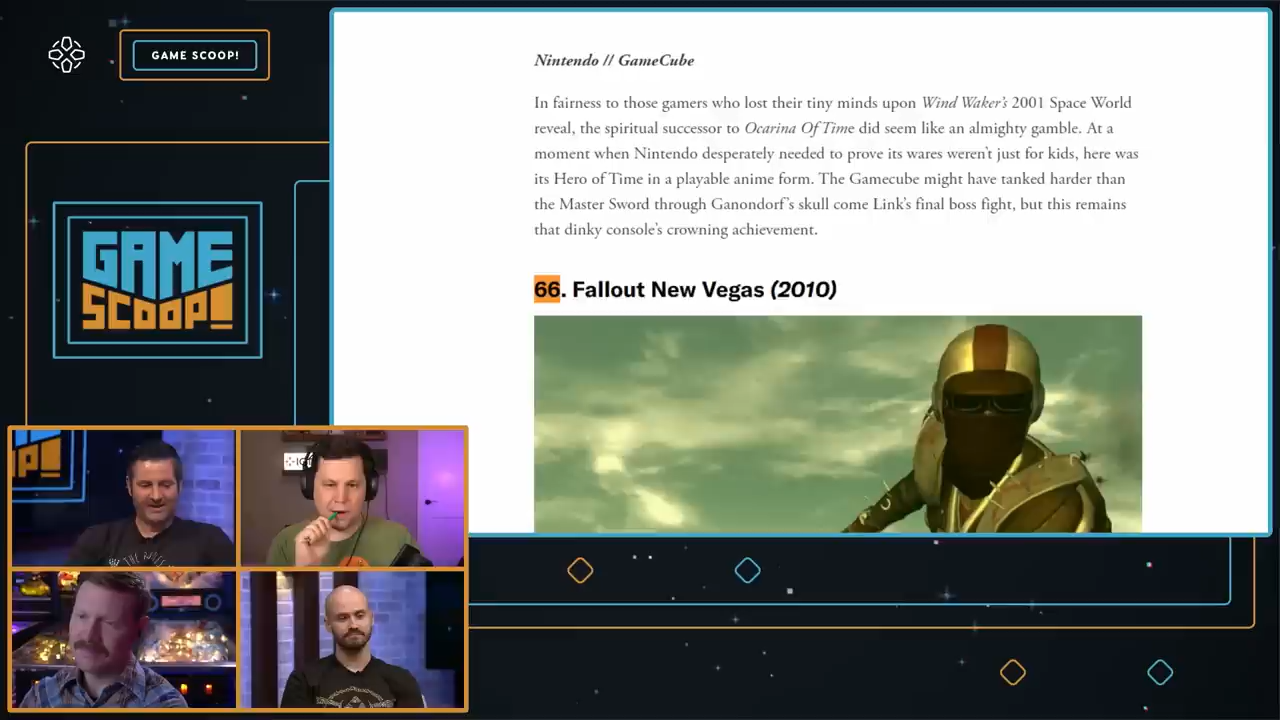 GAME SCOOP!
Nintendo // GameCube
In fairness to those gamers who lost their tiny minds upon Wind Waker's 2001 Space World
reveal, the spiritual successor to Ocarina Of Time did seem like an almighty gamble. At a
moment when Nintendo desperately needed to prove its wares weren't just for kids, here was
its Hero of Time in a playable anime form. The Gamecube might have tanked harder than
the Master Sword through Ganondorf's skull come Link's final boss fight, but this remains
that dinky console's crowning achievement.
66. Fallout New Vegas (2010)
GAME
SCOOP!